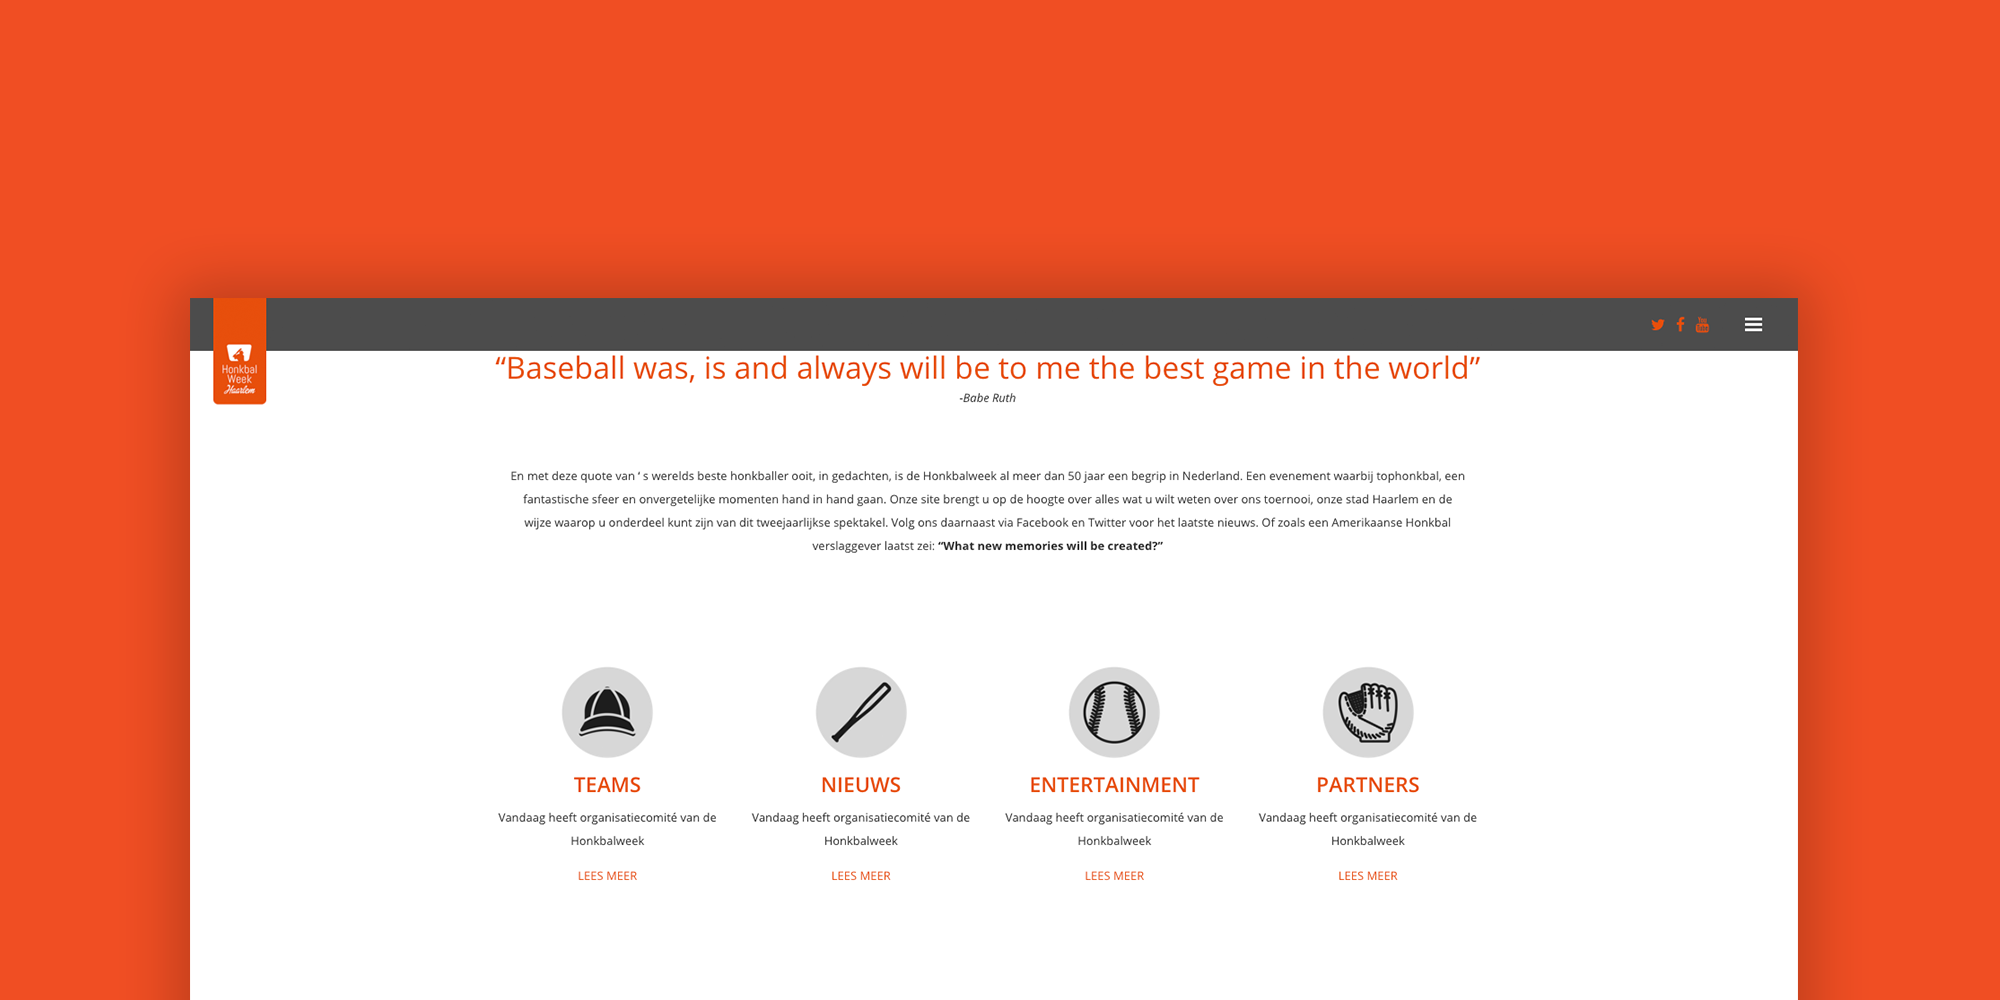 Honkbal
Week
Haarlem
“Baseball was, is and always will be to me the best game in the world”
-Babe Ruth
En met deze quote van ‘ s werelds beste honkballer ooit, in gedachten, is de Honkbalweek al meer dan 50 jaar een begrip in Nederland. Een evenement waarbij tophonkbal, een
fantastische sfeer en onvergetelijke momenten hand in hand gaan. Onze site brengt u op de hoogte over alles wat u wilt weten over ons toernooi, onze stad Haarlem en de
wijze waarop u onderdeel kunt zijn van dit tweejaarlijkse spektakel. Volg ons daarnaast via Facebook en Twitter voor het laatste nieuws. Of zoals een Amerikaanse Honkbal
verslaggever laatst zei: “What new memories will be created?”
TEAMS
Vandaag heeft organisatiecomité van de
Honkbalweek
LEES MEER
NIEUWS
Vandaag heeft organisatiecomité van de
Honkbalweek
LEES MEER
ENTERTAINMENT
Vandaag heeft organisatiecomité van de
Honkbalweek
LEES MEER
PARTNERS
Vandaag heeft organisatiecomité van de
Honkbalweek
LEES MEER